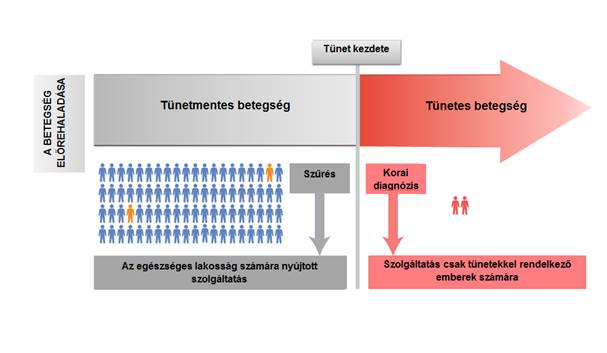 Tünet kezdete
A BETEGSÉG
ELŐREHALADÁSA
Tünetmentes betegség
Tünetes betegség
Szűrés
Korai
diagnózis
Az egészséges lakosság számára nyújtott
szolgáltatás
Szolgáltatás csak tünetekkel rendelkező
emberek számára